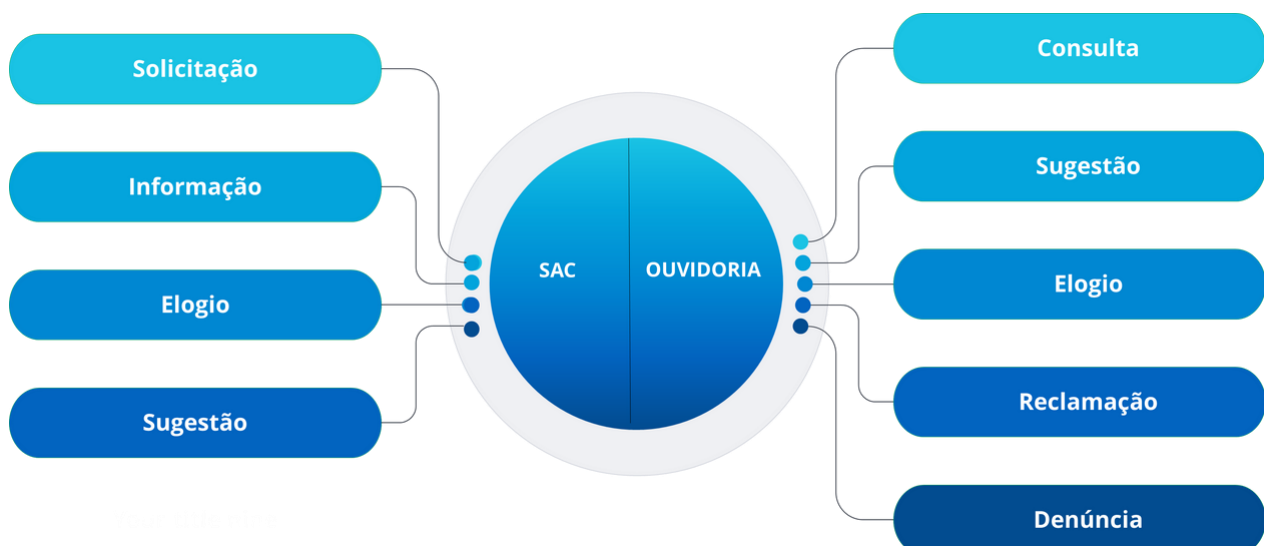 Solicitação
Informação
Elogio
Sugestão
SAC
OUVIDORIA
Consulta
Sugestão
Elogio
Reclamação
Denúncia